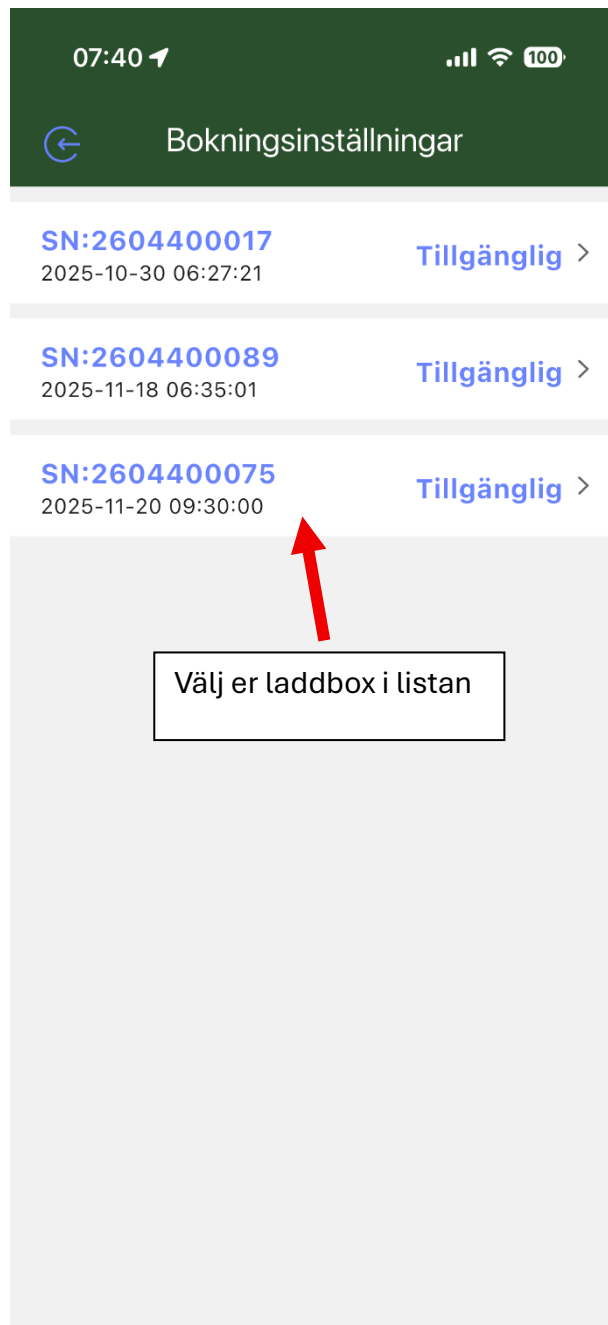 07:40
100
Bokningsinställningar
SN:2604400017
2025-10-30 06:27:21
Tillgänglig
SN:2604400089
2025-11-18 06:35:01
Tillgänglig
SN:2604400075
2025-11-20 09:30:00
Tillgänglig
Välj er laddbox i listan